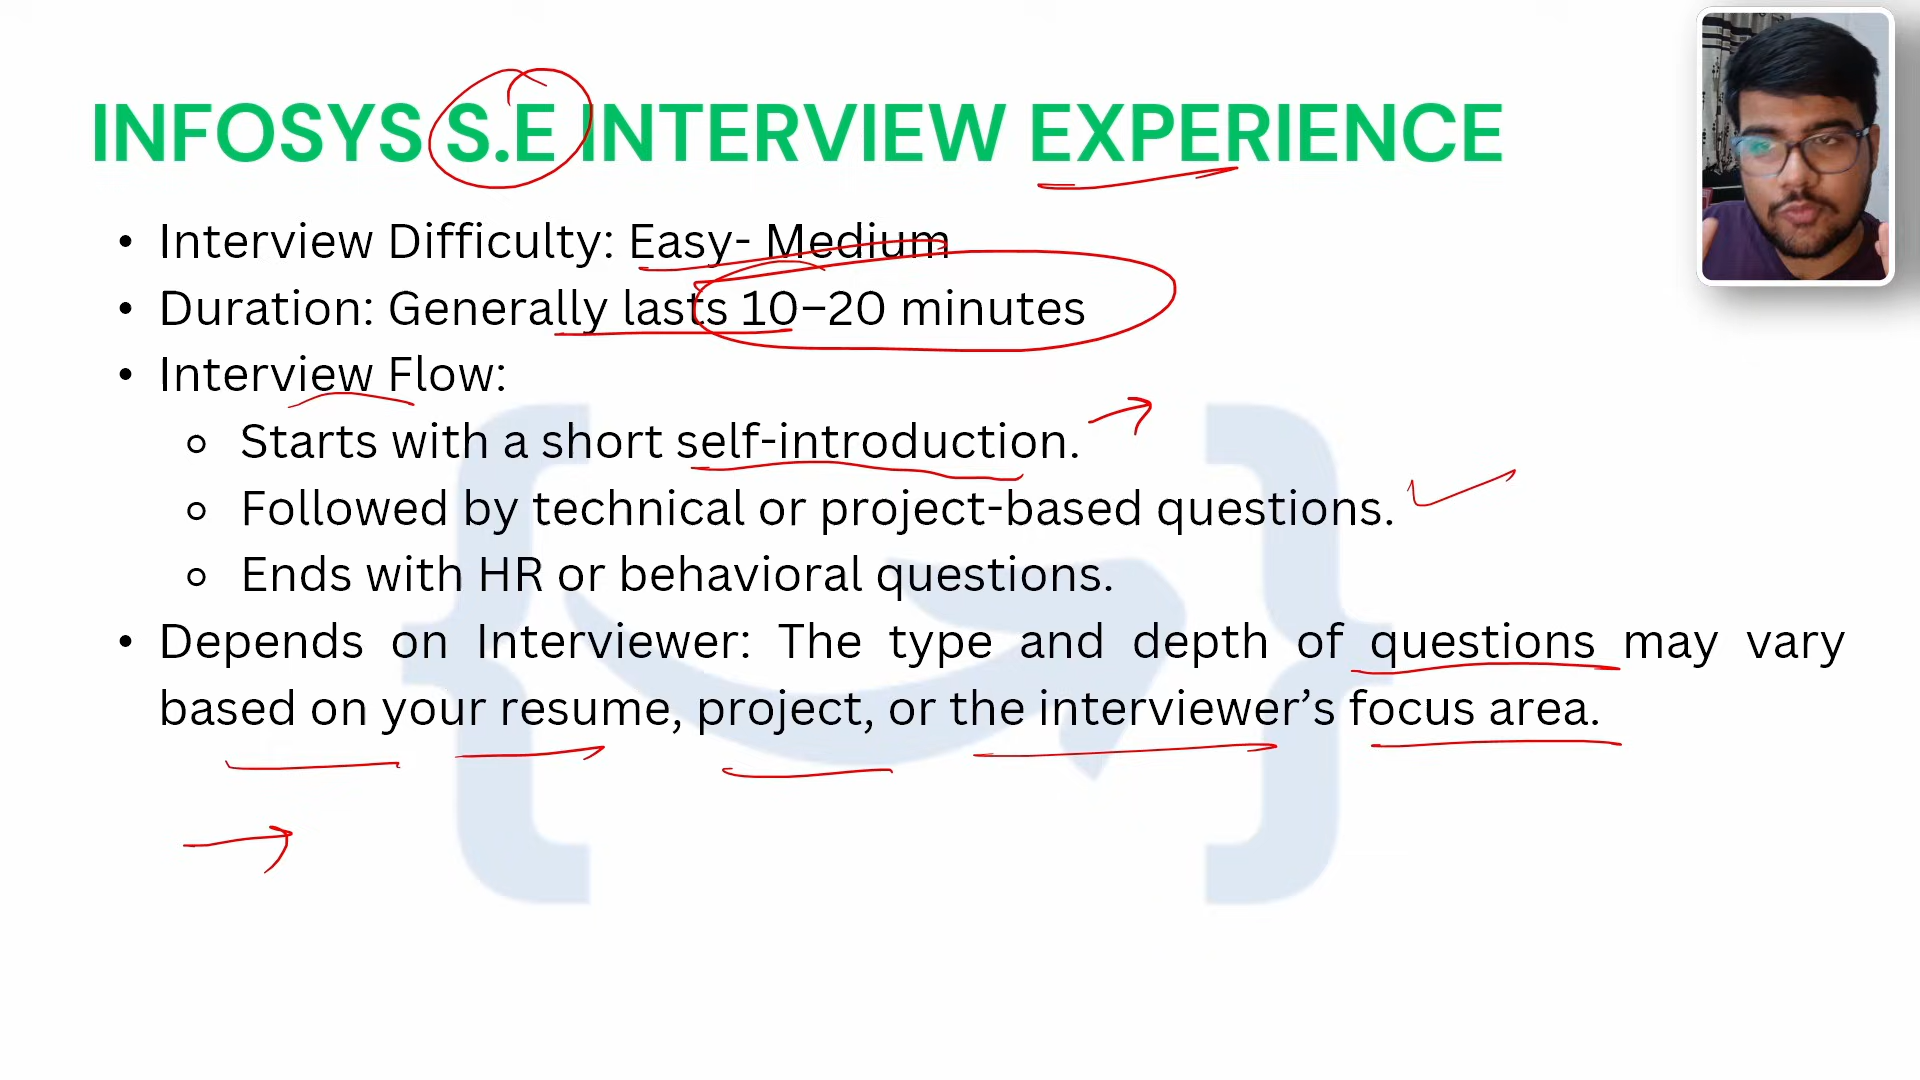 INFOSYS S.E INTERVIEW EXPERIENCE
• Interview Difficulty: Easy- Medium
• Duration: Generally lasts 10–20 minutes
• Interview Flow:
◦ Starts with a short self-introduction.
◦ Followed by technical or project-based questions.
◦ Ends with HR or behavioral questions.
• Depends on Interviewer: The type and depth of questions may vary
based on your resume, project, or the interviewer’s focus area.